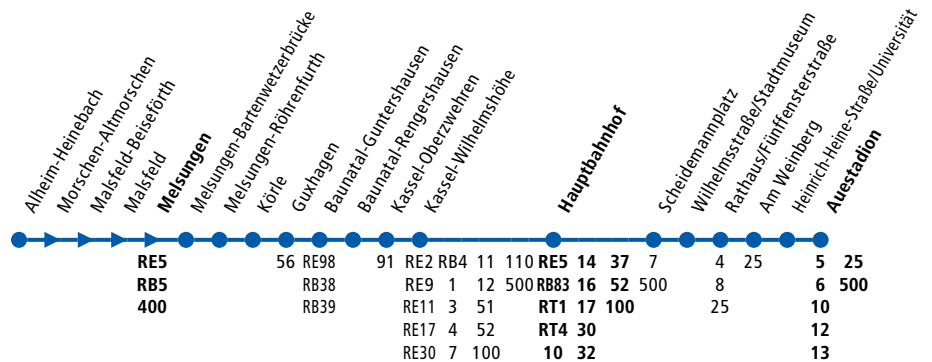 Alheim-Heinebach
Morschen-Altmorschen
Malsfeld-Beiseförth
Malsfeld
Melsungen
Melsungen-Bartenwetzerbrücke
Melsungen-Röhrenfurth
Körle
Guxhagen
Baunatal-Guntershausen
Baunatal-Rengershausen
Kassel-Oberzwehren
Kassel-Wilhelmshöhe
Hauptbahnhof
Scheidemannplatz
Wilhelmsstraße/Stadtmuseum
Rathaus/Fünffensterstraße
Am Weinberg
Heinrich-Heine-Straße/Universität
Auestadion
RE5 56 RE98 91 RE2 RB4 11 110 RE5 14 37 7 4 25 5 25
RB5 RB38 RE9 1 12 500 RB83 16 52 500 8 6 500
400 RB39 RE11 3 51 RT1 17 100 25 10
RE17 4 52 RT4 30 12
RE30 7 100 10 32 13